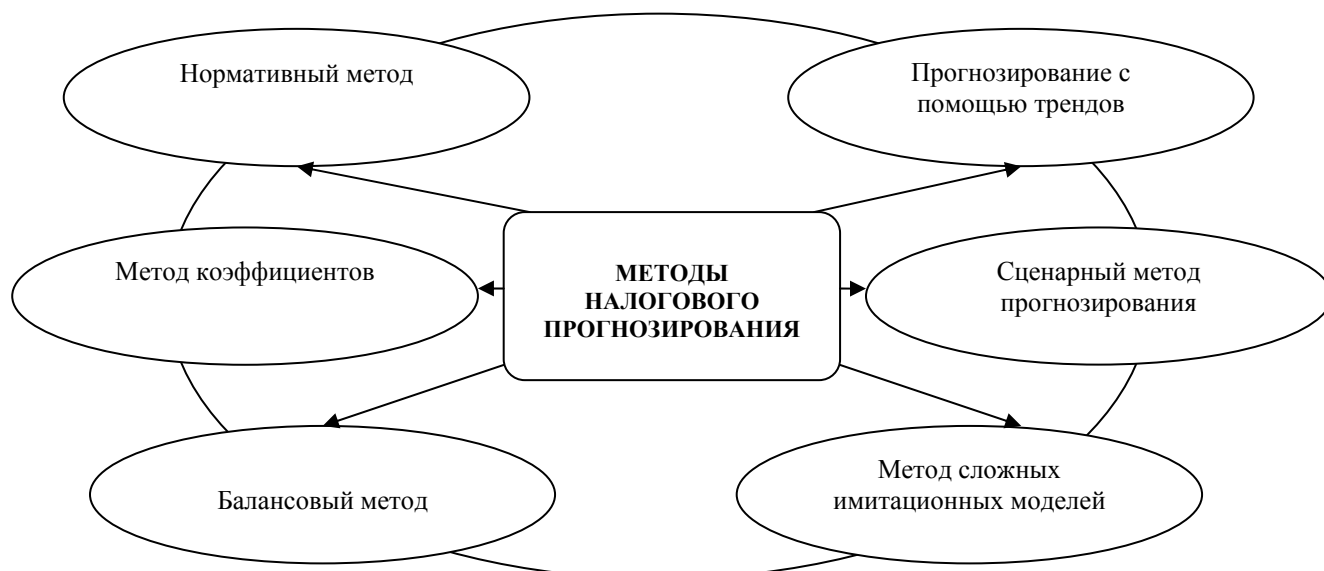 Нормативный метод
Прогнозирование с
помощью трендов
Метод коэффициентов
МЕТОДЫ
НАЛОГОВОГО
ПРОГНОЗИРОВАНИЯ
Сценарный метод
прогнозирования
Балансовый метод
Метод сложных
имитационных моделей